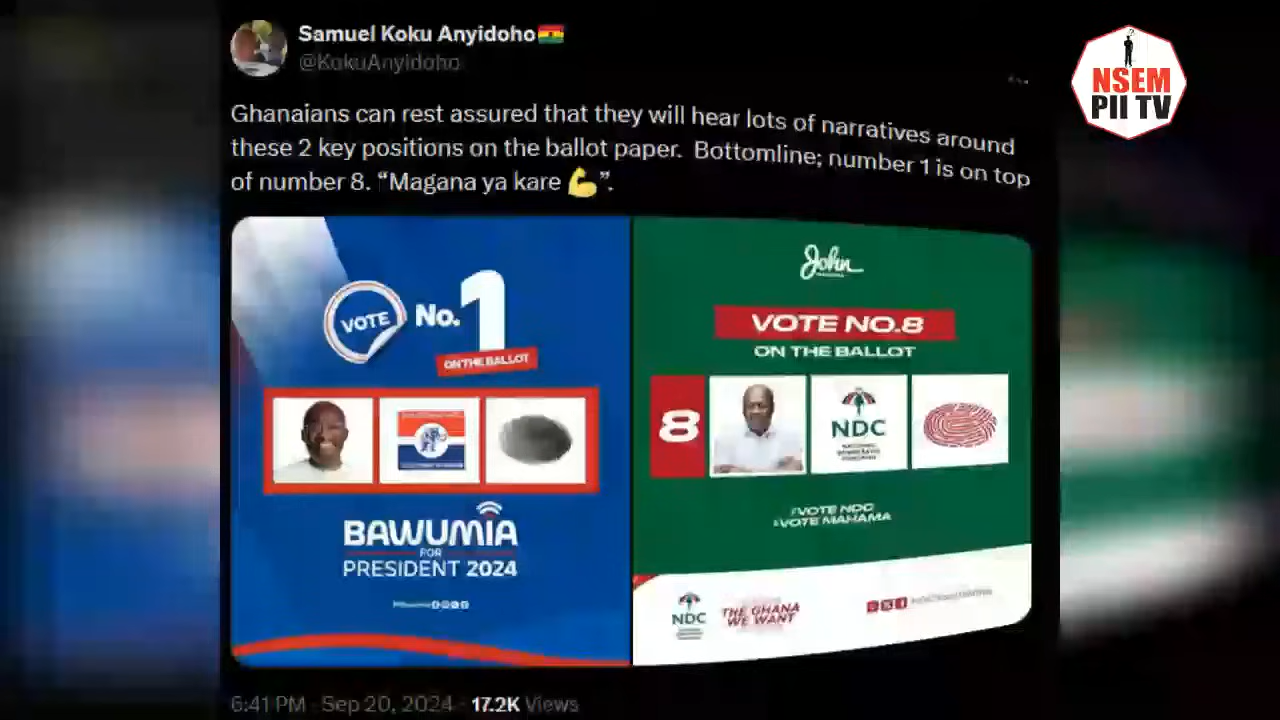 Samuel Koku Anyidoho🇬🇭
@KokuAnyidoho
NSEM
PII TV
Ghanaians can rest assured that they will hear lots of narratives around
these 2 key positions on the ballot paper. Bottomline; number 1 is on top
of number 8. “Magana ya kare 💪”.
VOTE No. 1
ON THE BALLOT
BAWUMIA
FOR
PRESIDENT 2024
John
VOTE NO.8
ON THE BALLOT
8
NDC
#VOTE NDC
#VOTE MAHAMA
NDC
THE GHANA
WE WANT
6:41 PM · Sep 20, 2024 · 17.2K Views